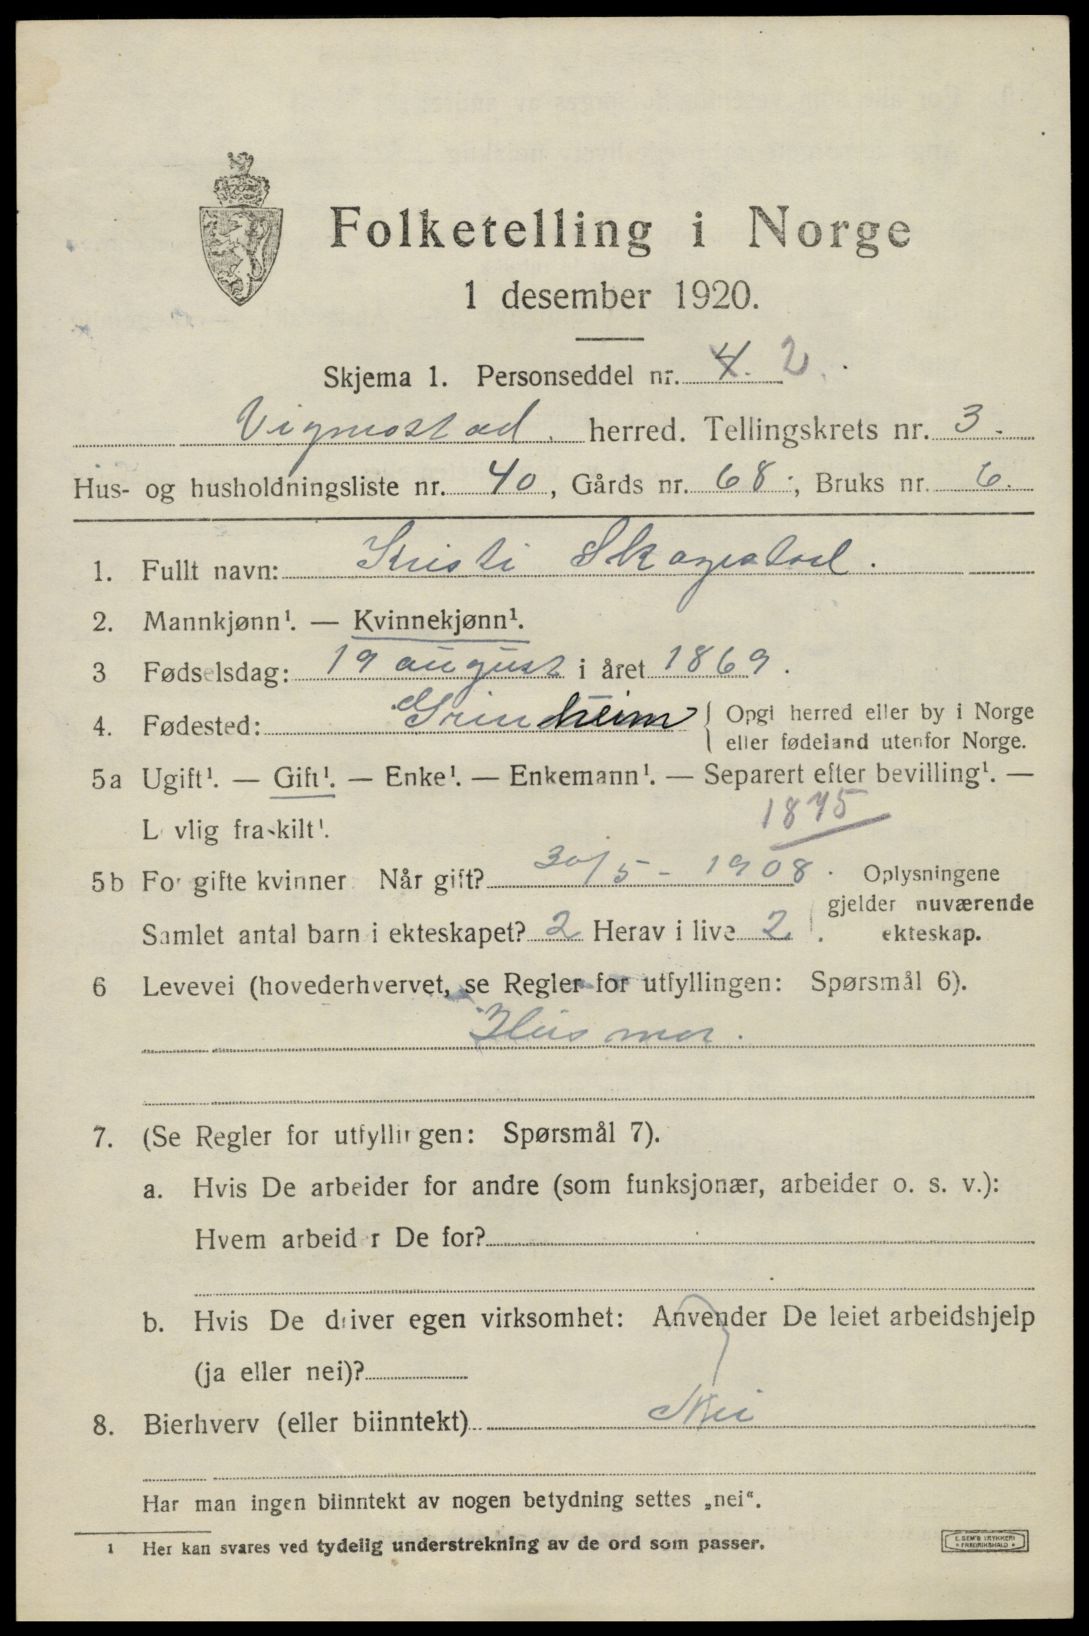 Folketelling i Norge
1 desember 1920.
Skjema 1. Personseddel nr. 4. 2.
Vigmostad. herred. Tellingskrets nr. 3.
Hus- og husholdningsliste nr. 40, Gårds nr. 68; Bruks nr. 6.
1. Fullt navn: Kristi Skagestad.
2. Mannkjønn¹. — Kvinnekjønn¹.
3 Fødselsdag: 19 august i året 1869.
4. Fødested: Grindheim { Opgi herred eller by i Norge
eller fødeland utenfor Norge.
5a Ugift¹. — Gift¹. — Enke¹. — Enkemann¹. — Separert efter bevilling¹. —
Lovlig fraskilt¹.
1875
5b For gifte kvinner Når gift? 30/5 - 1908. Oplysningene
gjelder nuværende
Samlet antal barn i ekteskapet? 2 Herav i live 2. ekteskap.
6 Levevei (hovederhvervet, se Regler for utfyllingen: Spørsmål 6).
Husmor.
7. (Se Regler for utfyllingen: Spørsmål 7).
a. Hvis De arbeider for andre (som funksjonær, arbeider o. s. v.):
Hvem arbeider De for?
b. Hvis De driver egen virksomhet: Anvender De leiet arbeidshjelp
(ja eller nei)?
8. Bierhverv (eller biinntekt) Nei
Har man ingen biinntekt av nogen betydning settes „nei“.
1 Her kan svares ved tydelig understrekning av de ord som passer.
E. SEM'S TRYKKERI
• FREDRIKSHALD •